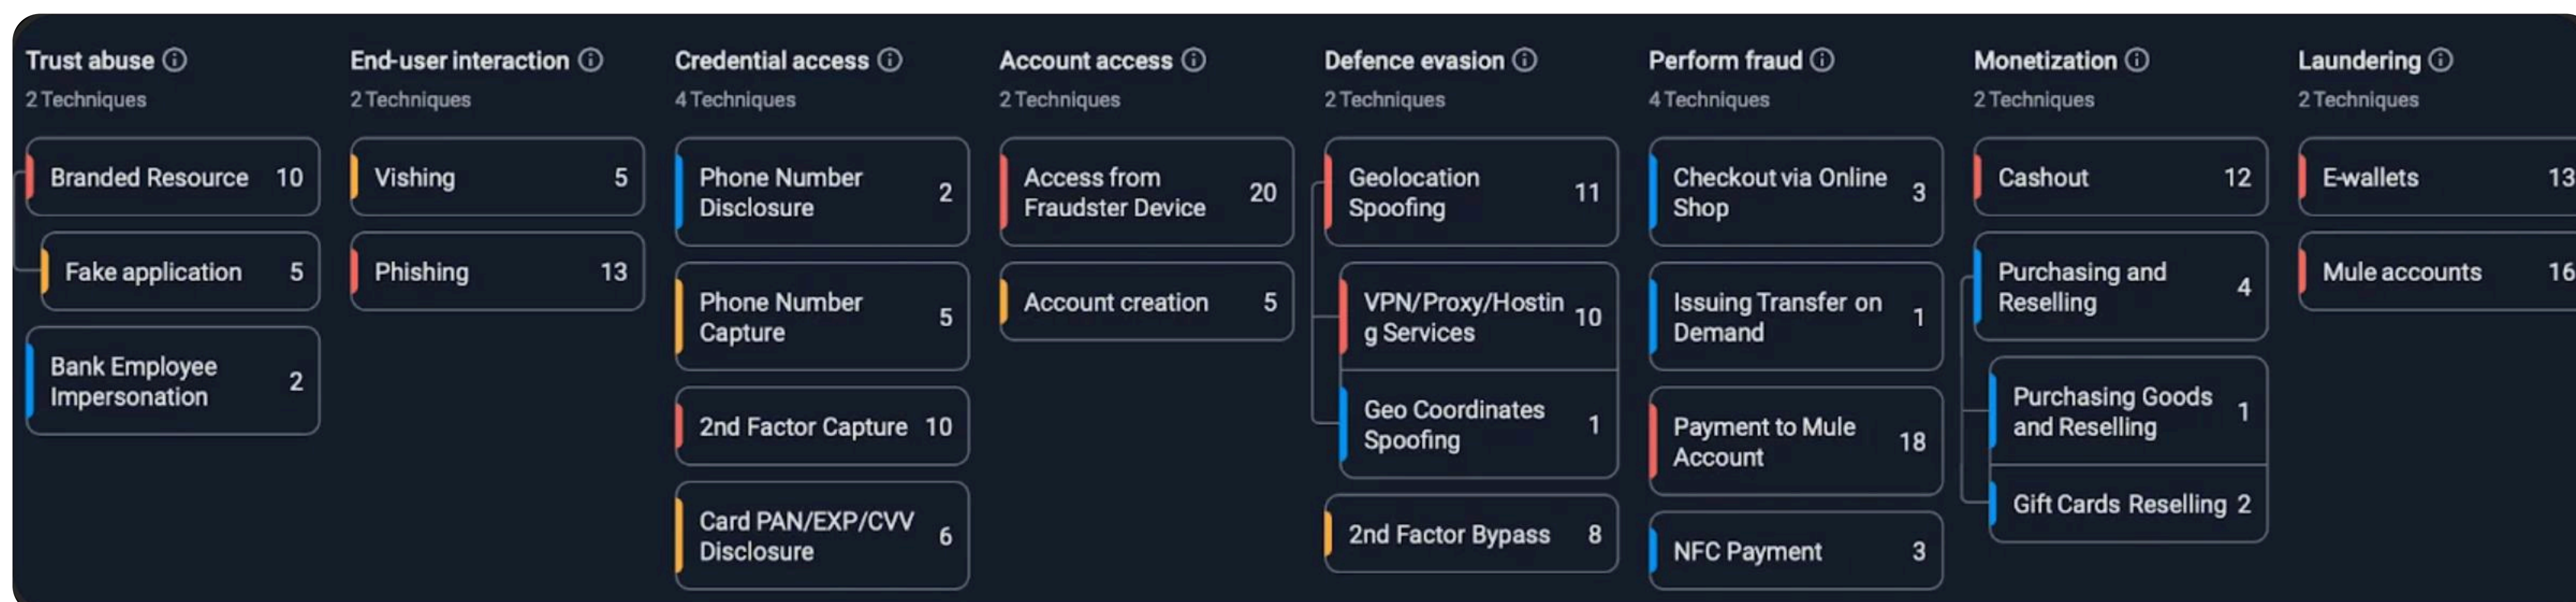 Trust abuse
2 Techniques
Branded Resource 10
Fake application 5
Bank Employee
Impersonation 2
End-user interaction
2 Techniques
Vishing 5
Phishing 13
Credential access
4 Techniques
Phone Number
Disclosure 2
Phone Number
Capture 5
2nd Factor Capture 10
Card PAN/EXP/CVV
Disclosure 6
Account access
2 Techniques
Access from
Fraudster Device 20
Account creation 5
Defence evasion
2 Techniques
Geolocation
Spoofing 11
VPN/Proxy/Hostin
g Services 10
Geo Coordinates
Spoofing 1
2nd Factor Bypass 8
Perform fraud
4 Techniques
Checkout via Online
Shop 3
Issuing Transfer on
Demand 1
Payment to Mule
Account 18
NFC Payment 3
Monetization
2 Techniques
Cashout 12
Purchasing and
Reselling 4
Purchasing Goods
and Reselling 1
Gift Cards Reselling 2
Laundering
2 Techniques
E-wallets 13
Mule accounts 16